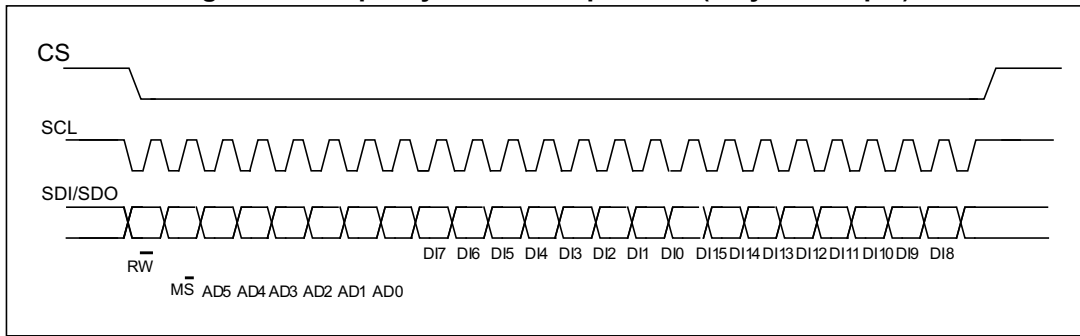 CS
SCL
SDI/SDO
DI7 DI6 DI5 DI4 DI3 DI2 DI1 DI0 DI15 DI14 DI13 DI12 DI11 DI10 DI9 DI8
RW̅
MS̅ AD5 AD4 AD3 AD2 AD1 AD0